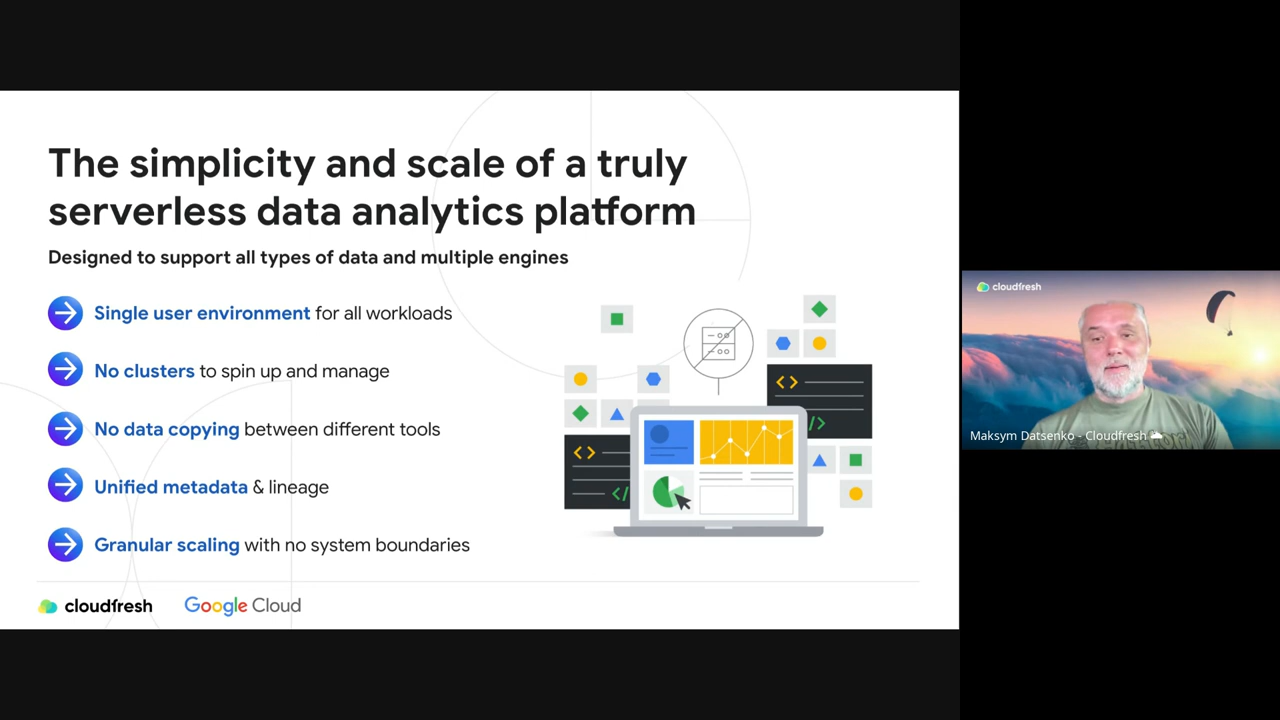 The simplicity and scale of a truly
serverless data analytics platform
Designed to support all types of data and multiple engines
Single user environment for all workloads
No clusters to spin up and manage
No data copying between different tools
Unified metadata & lineage
Granular scaling with no system boundaries
cloudfresh
Google Cloud
cloudfresh
Maksym Datsenko - Cloudfresh